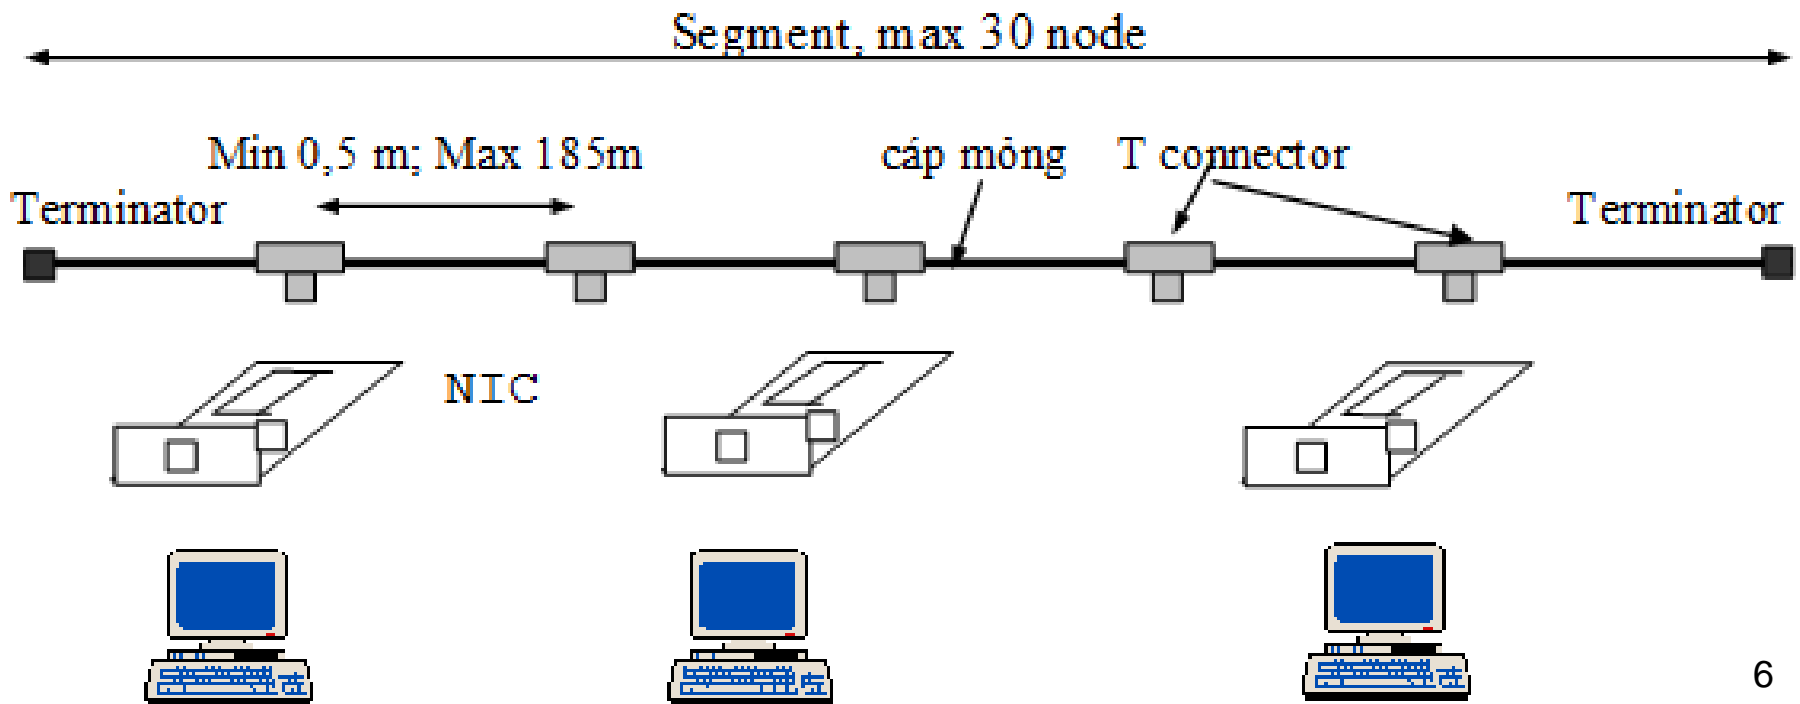 Segment, max 30 node
Min 0,5 m; Max 185m
cáp mỏng
T connector
Terminator
Terminator
NIC
6